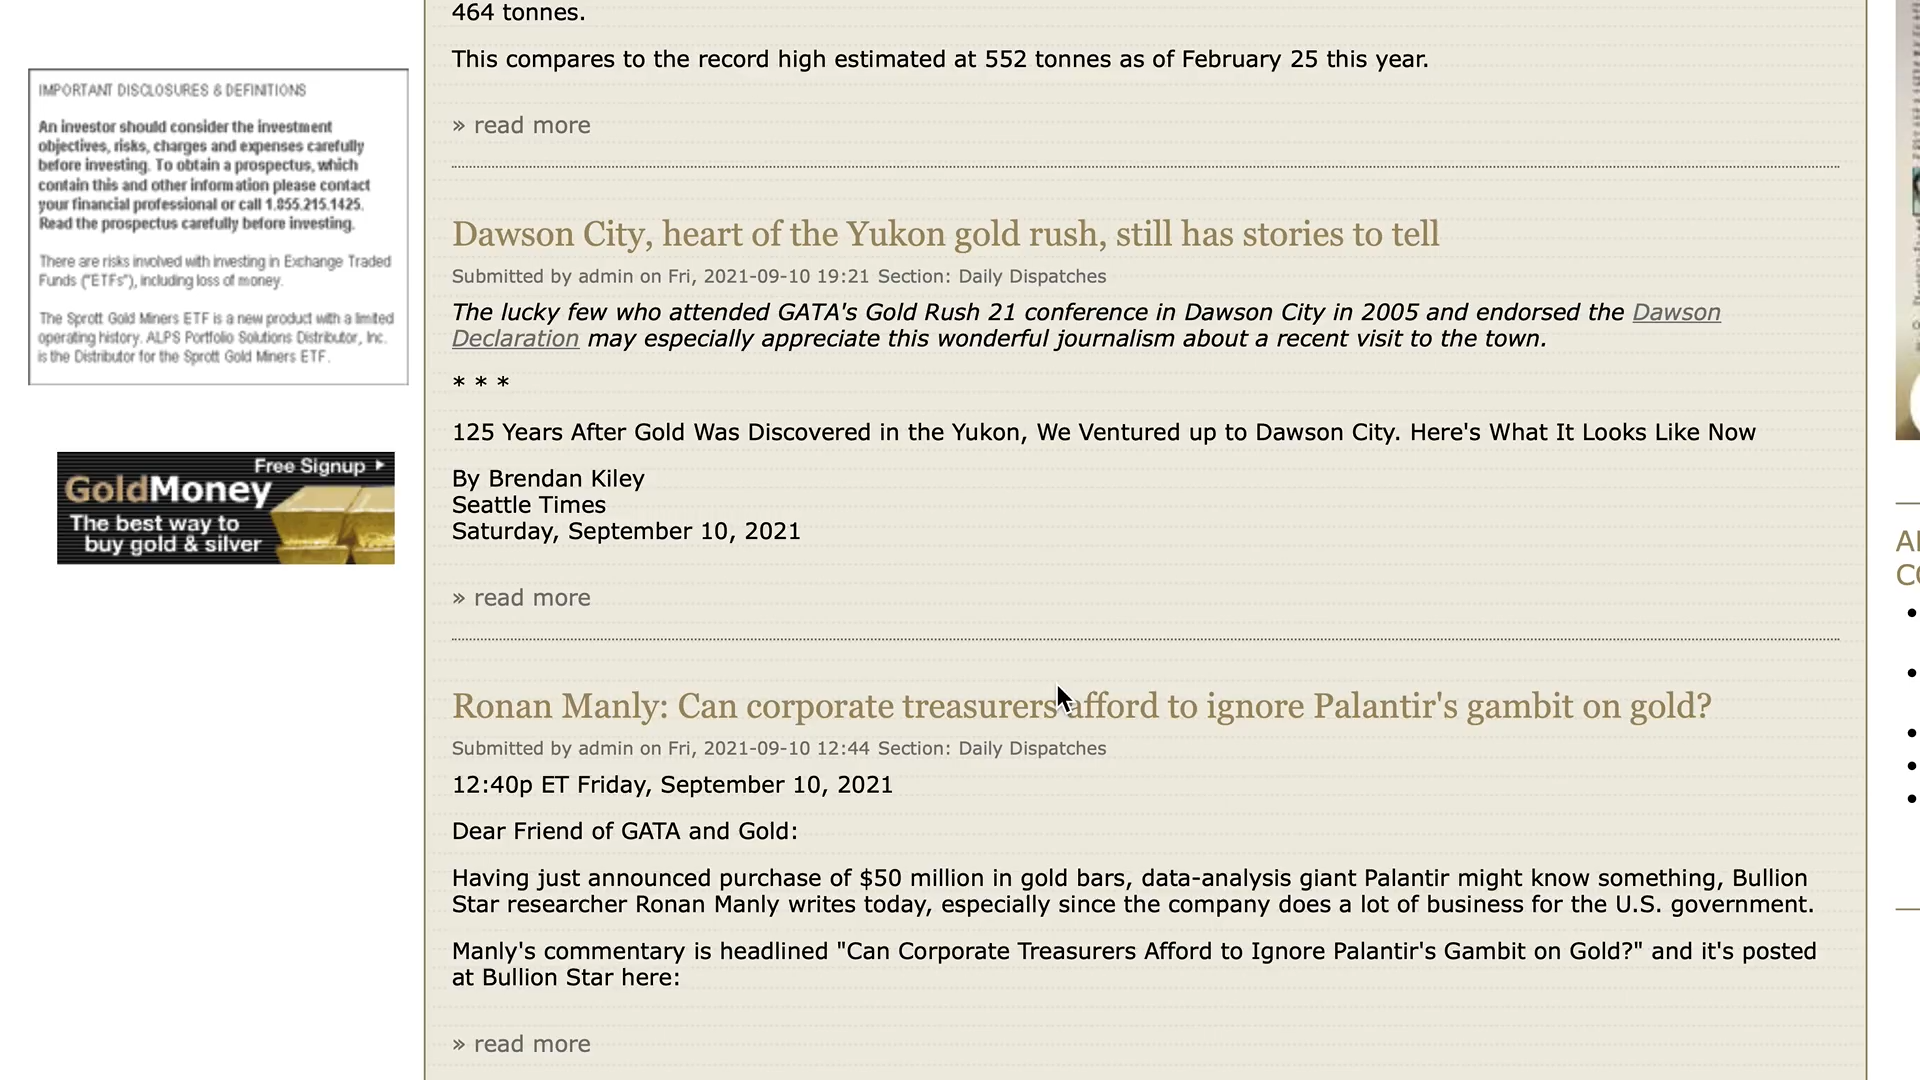 464 tonnes.
This compares to the record high estimated at 552 tonnes as of February 25 this year.
» read more
IMPORTANT DISCLOSURES & DEFINITIONS
An investor should consider the investment
objectives, risks, charges and expenses carefully
before investing. To obtain a prospectus, which
contain this and other information please contact
your financial professional or call 1.855.215.1425.
Read the prospectus carefully before investing.
There are risks involved with investing in Exchange Traded
Funds ("ETFs"), including loss of money.
The Sprott Gold Miners ETF is a new product with a limited
operating history. ALPS Portfolio Solutions Distributor, Inc.
is the Distributor for the Sprott Gold Miners ETF.
Free Signup
GoldMoney
The best way to
buy gold & silver
Dawson City, heart of the Yukon gold rush, still has stories to tell
Submitted by admin on Fri, 2021-09-10 19:21 Section: Daily Dispatches
The lucky few who attended GATA's Gold Rush 21 conference in Dawson City in 2005 and endorsed the Dawson
Declaration may especially appreciate this wonderful journalism about a recent visit to the town.
* * *
125 Years After Gold Was Discovered in the Yukon, We Ventured up to Dawson City. Here's What It Looks Like Now
By Brendan Kiley
Seattle Times
Saturday, September 10, 2021
» read more
Ronan Manly: Can corporate treasurers afford to ignore Palantir's gambit on gold?
Submitted by admin on Fri, 2021-09-10 12:44 Section: Daily Dispatches
12:40p ET Friday, September 10, 2021
Dear Friend of GATA and Gold:
Having just announced purchase of $50 million in gold bars, data-analysis giant Palantir might know something, Bullion
Star researcher Ronan Manly writes today, especially since the company does a lot of business for the U.S. government.
Manly's commentary is headlined "Can Corporate Treasurers Afford to Ignore Palantir's Gambit on Gold?" and it's posted
at Bullion Star here:
» read more